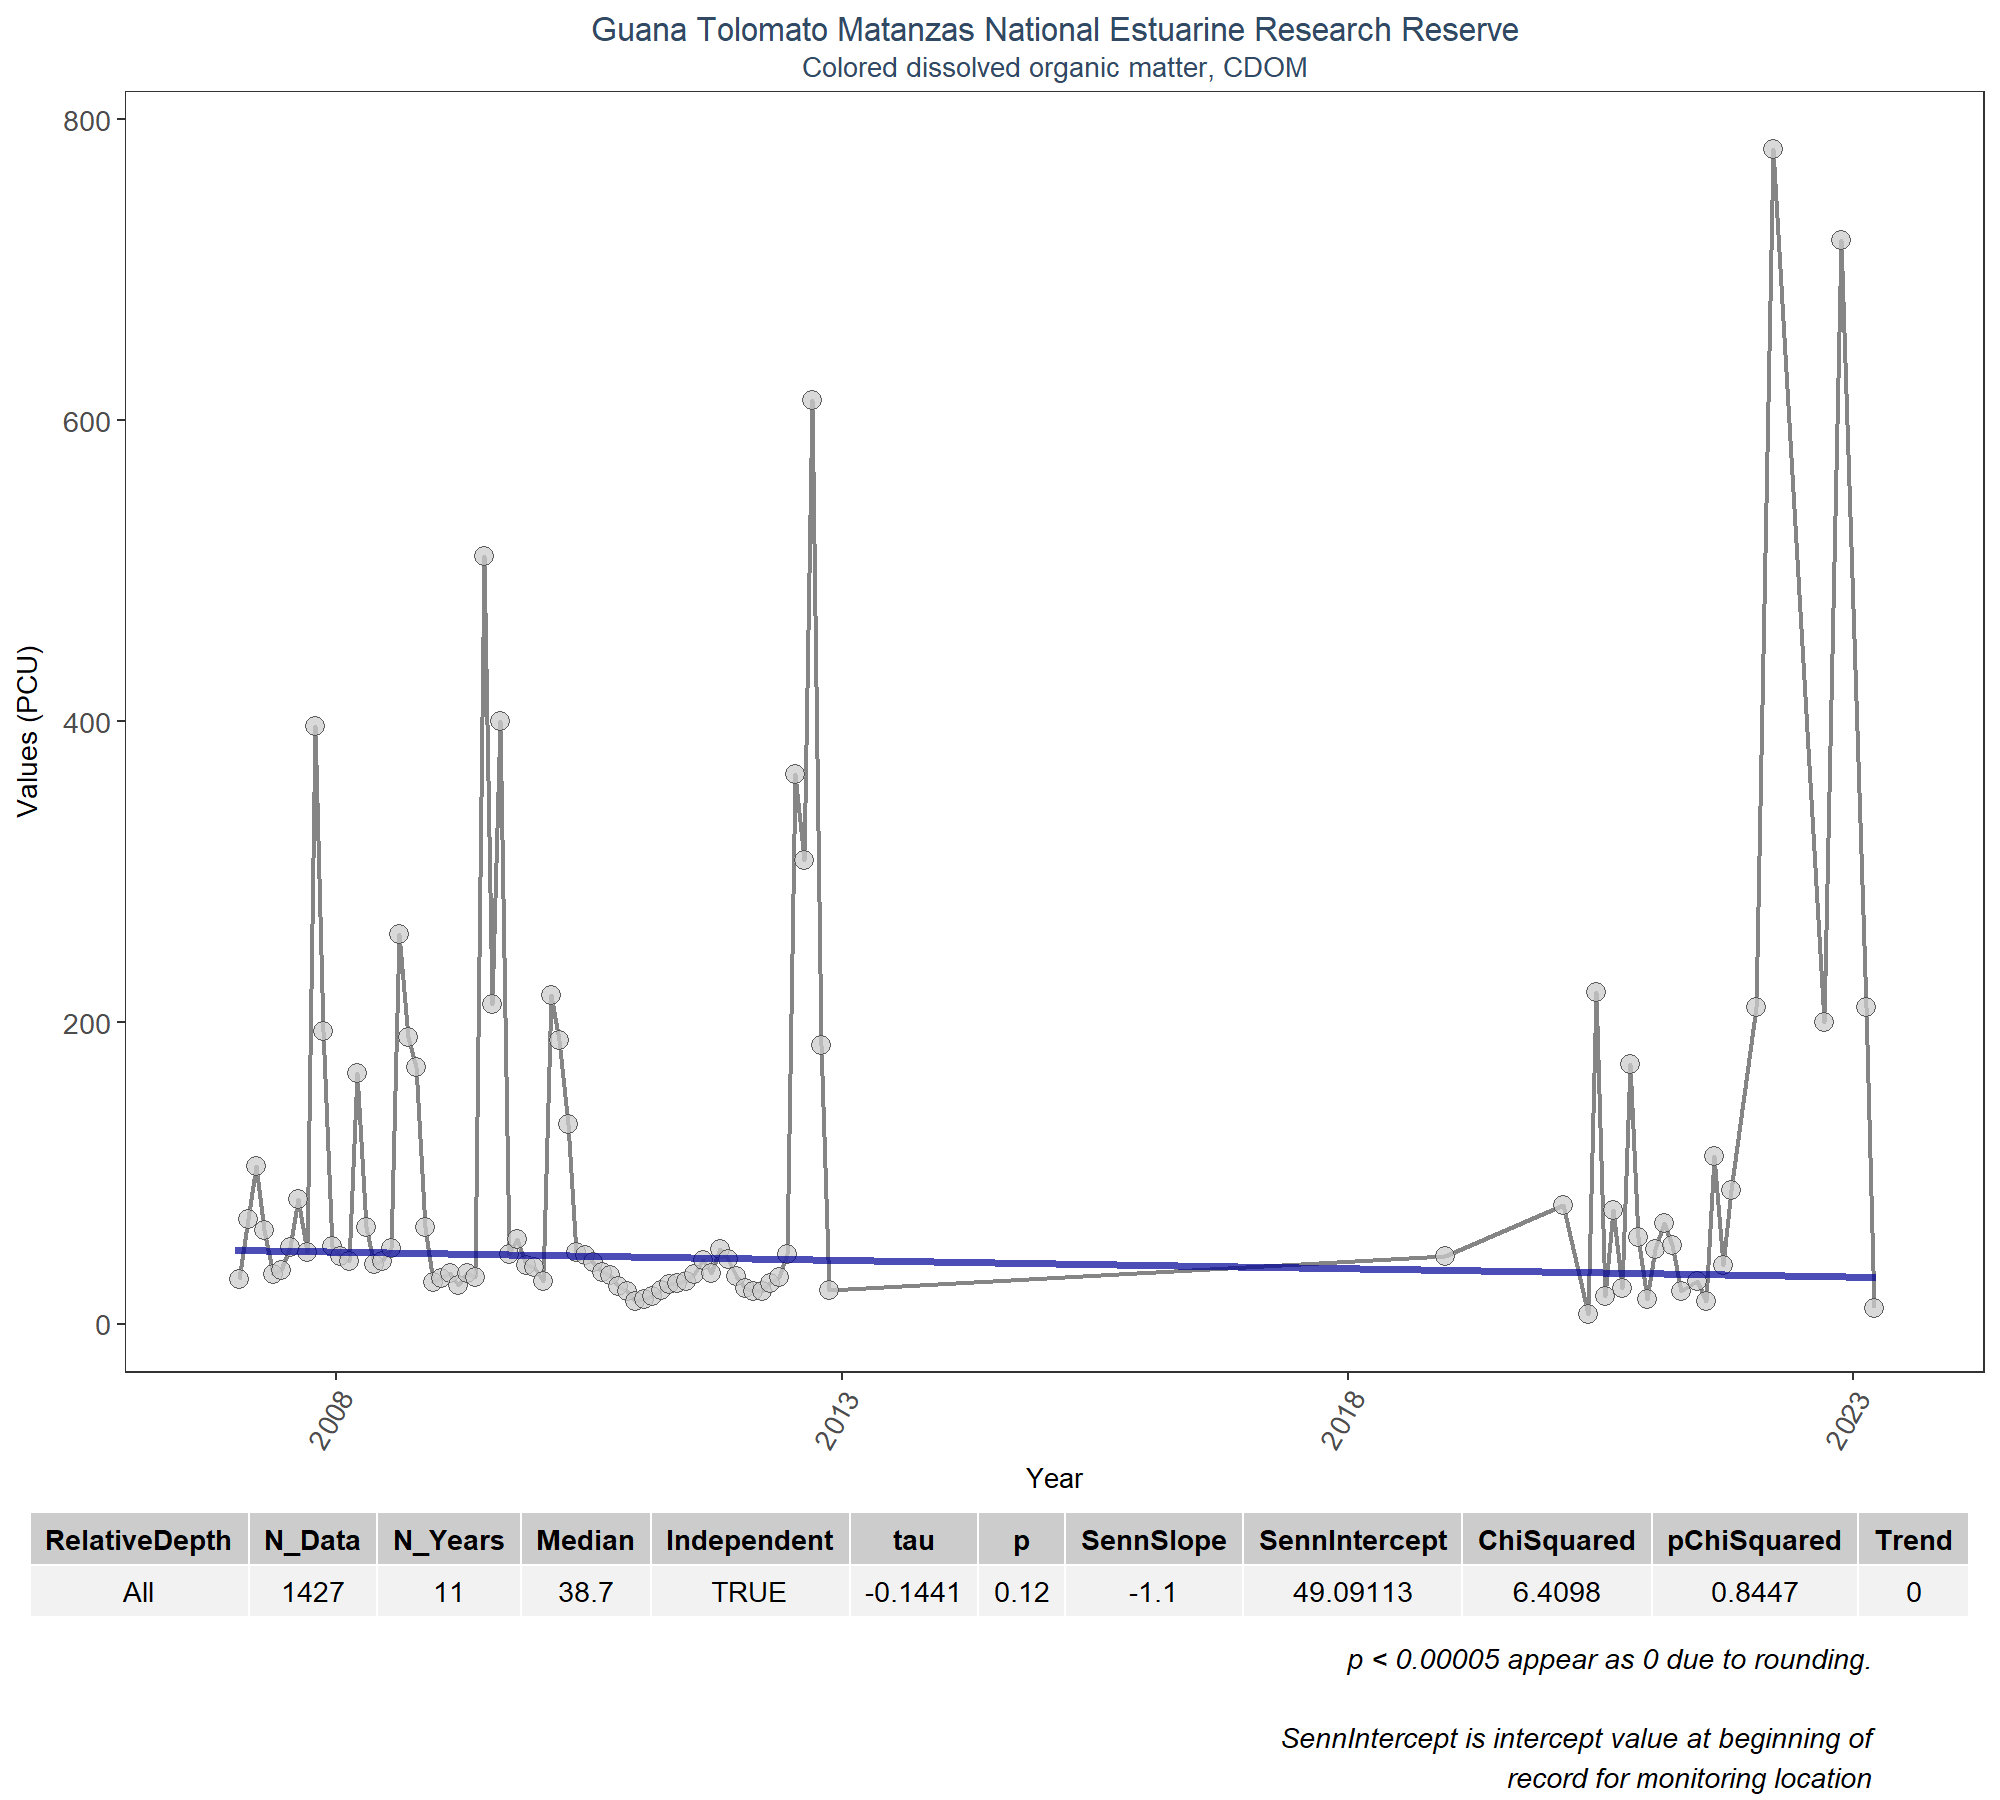 Guana Tolomato Matanzas National Estuarine Research Reserve
Colored dissolved organic matter, CDOM
800
600
400
200
0
Values (PCU)
2008
2013
2018
2023
Year
RelativeDepth N_Data N_Years Median Independent tau p SennSlope SennIntercept ChiSquared pChiSquared Trend
All 1427 11 38.7 TRUE -0.1441 0.12 -1.1 49.09113 6.4098 0.8447 0
p < 0.00005 appear as 0 due to rounding.
SennIntercept is intercept value at beginning of
record for monitoring location